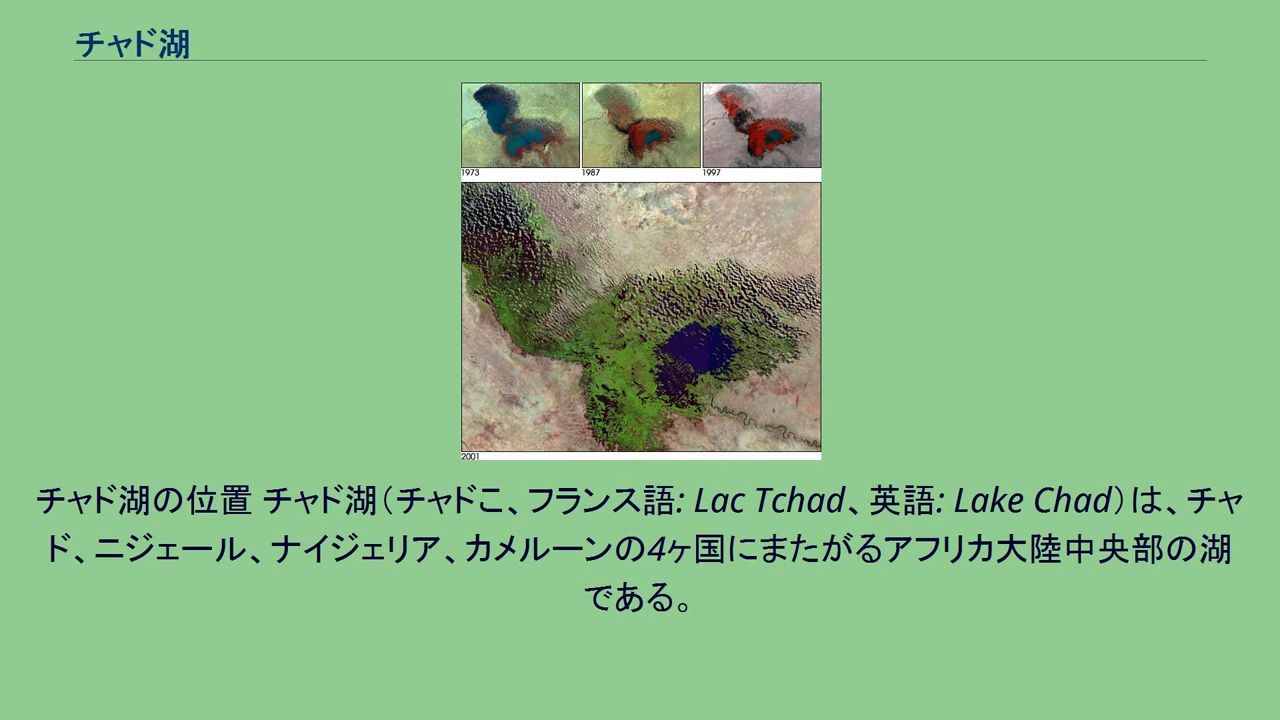 チャド湖
1973
1987
1997
2001
チャド湖の位置 チャド湖（チャドこ、フランス語: Lac Tchad、英語: Lake Chad）は、チャ
ド、ニジェール、ナイジェリア、カメルーンの4ヶ国にまたがるアフリカ大陸中央部の湖
である。